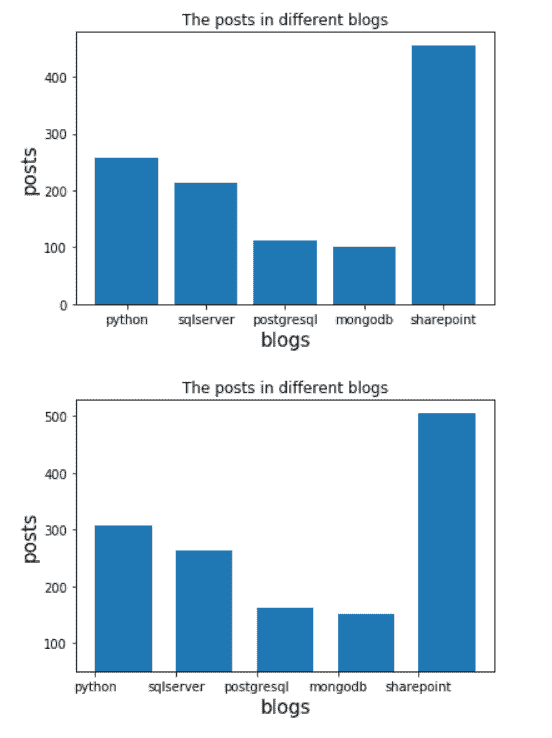 The posts in different blogs
400
300
200
100
0
posts
python sqlserver postgresql mongodb sharepoint
blogs
The posts in different blogs
500
400
300
200
100
posts
python sqlserver postgresql mongodb sharepoint
blogs